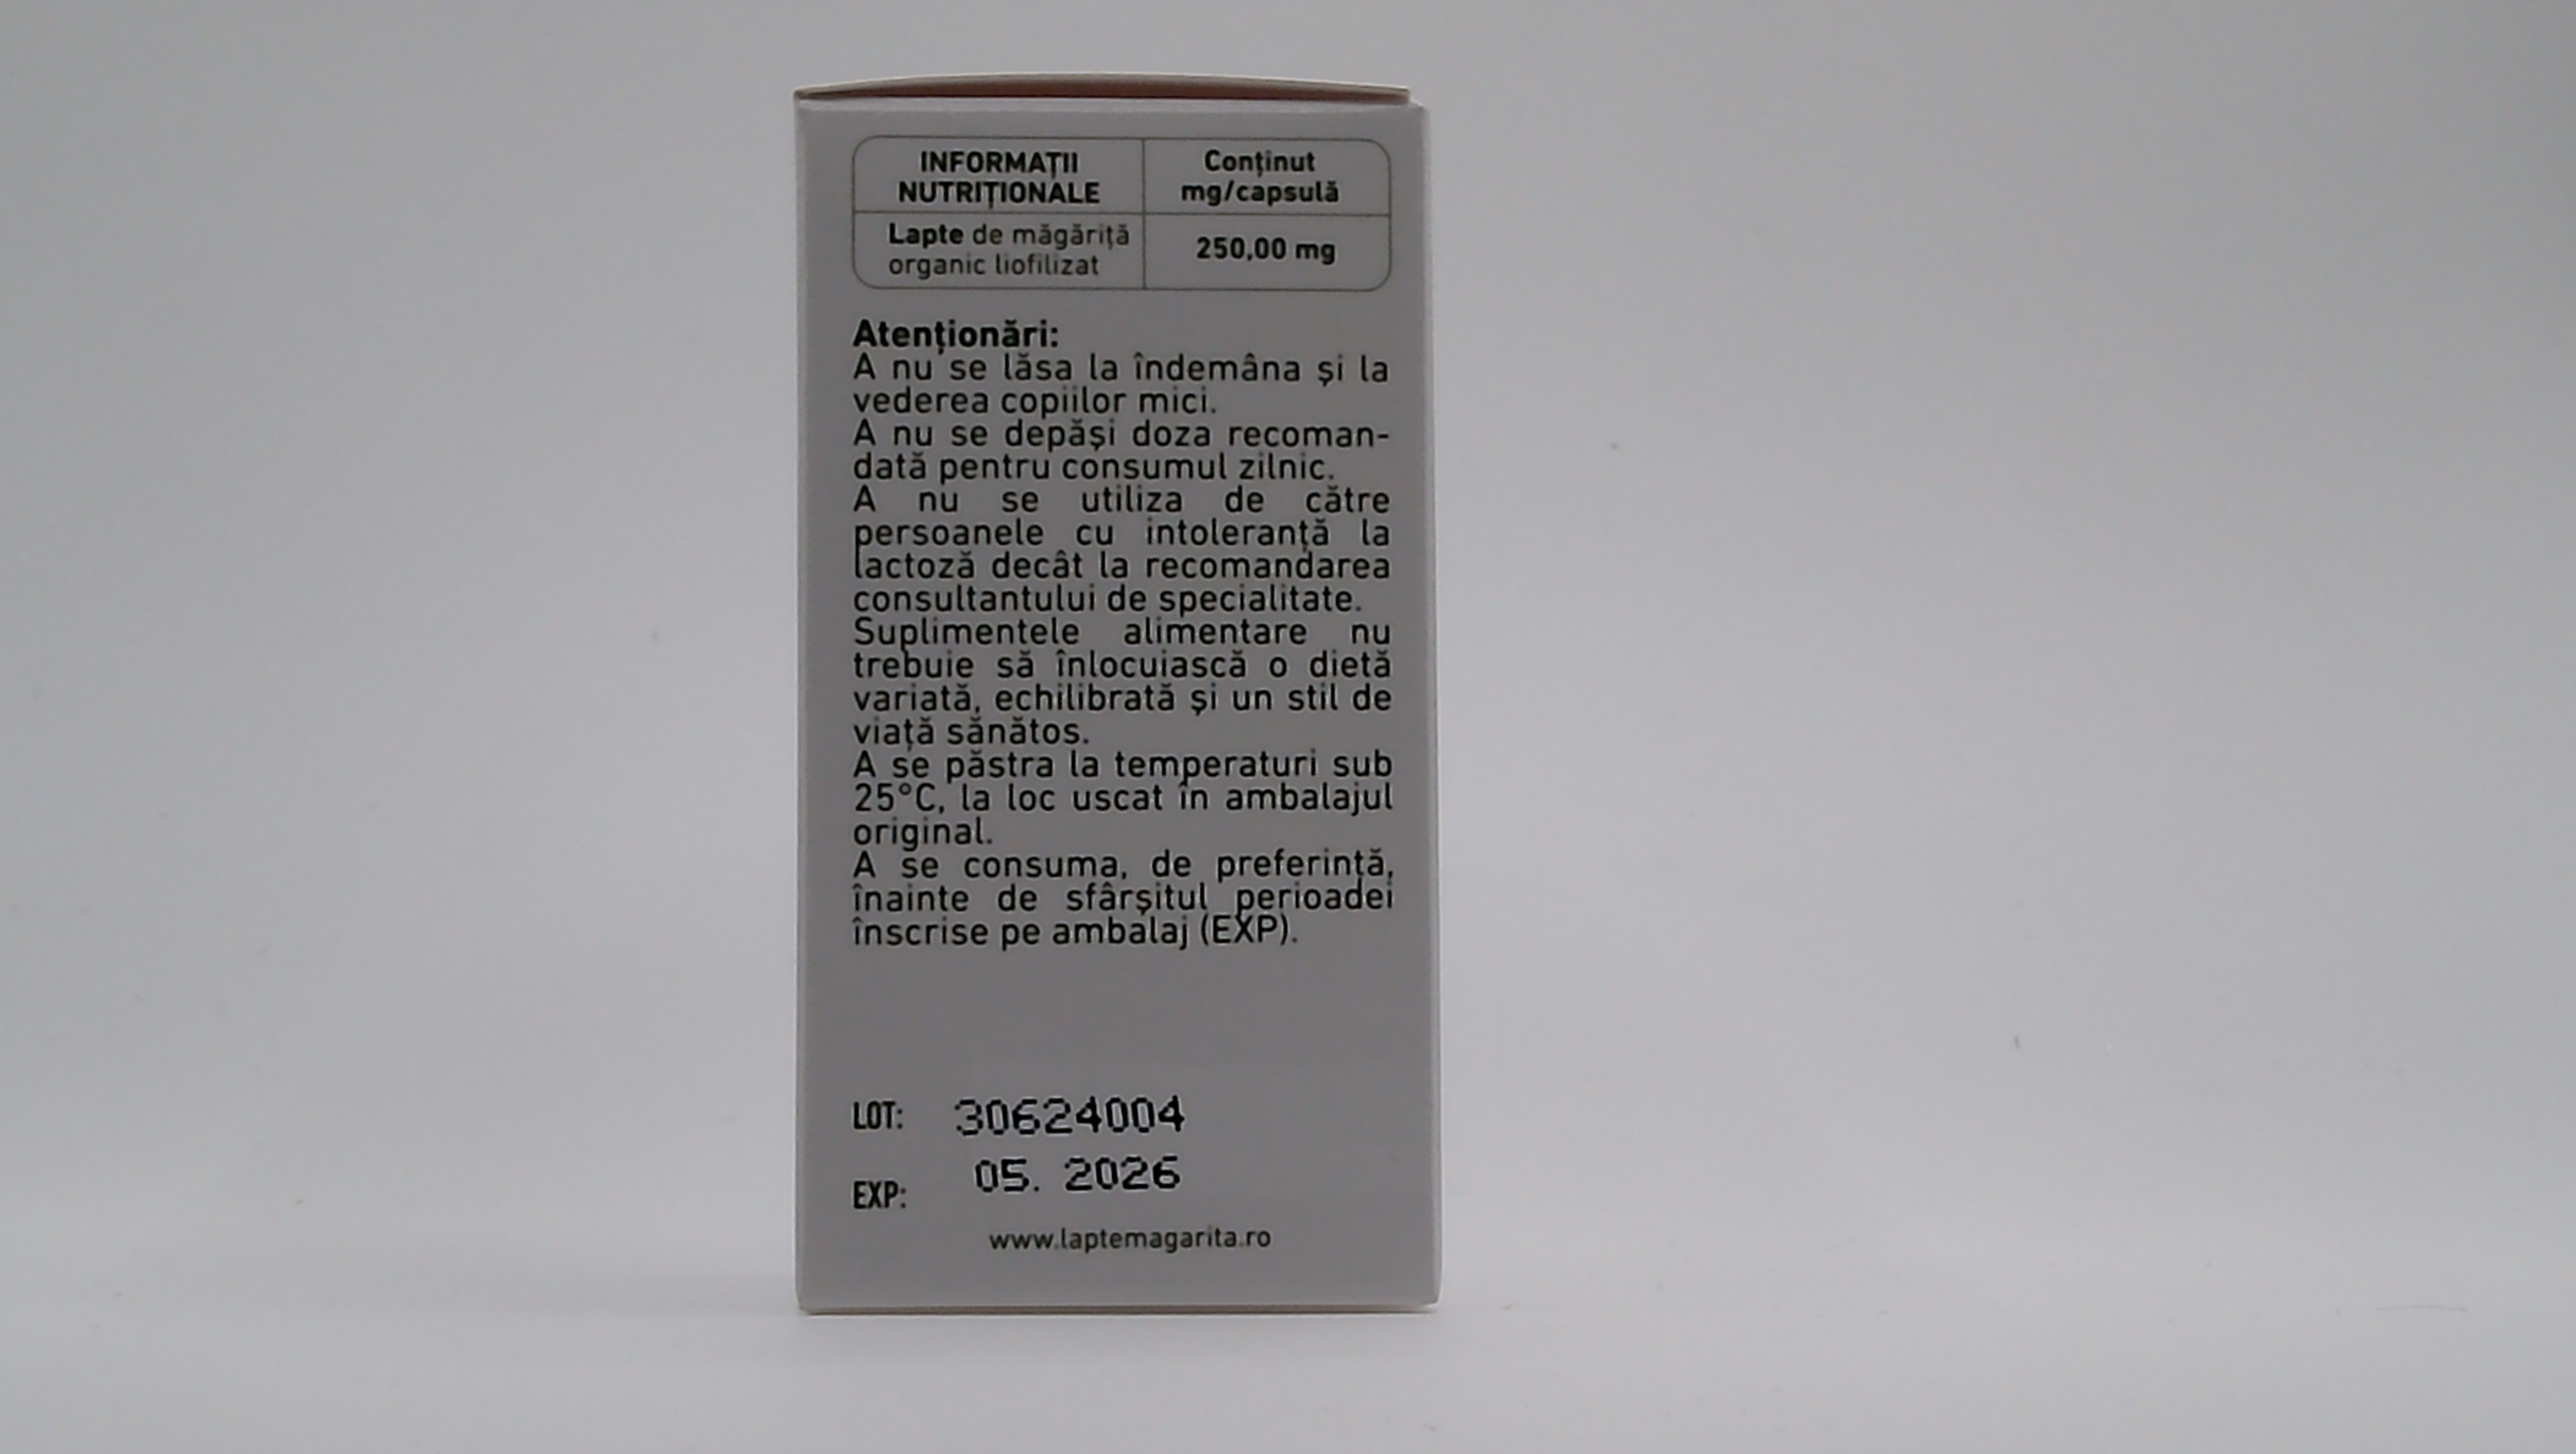 INFORMAȚII
NUTRIȚIONALE
Conținut
mg/capsulă
Lapte de măgăriță
organic liofilizat
250,00 mg
Atenționări:
A nu se lăsa la îndemâna și la
vederea copiilor mici.
A nu se depăși doza recoman-
dată pentru consumul zilnic.
A nu se utiliza de către
persoanele cu intoleranță la
lactoză decât la recomandarea
consultantului de specialitate.
Suplimentele alimentare nu
trebuie să înlocuiască o dietă
variată, echilibrată și un stil de
viață sănătos.
A se păstra la temperaturi sub
25°C, la loc uscat în ambalajul
original.
A se consuma, de preferință,
înainte de sfârșitul perioadei
înscrise pe ambalaj (EXP).
LOT: 30624004
EXP: 05. 2026
www.laptemagarita.ro